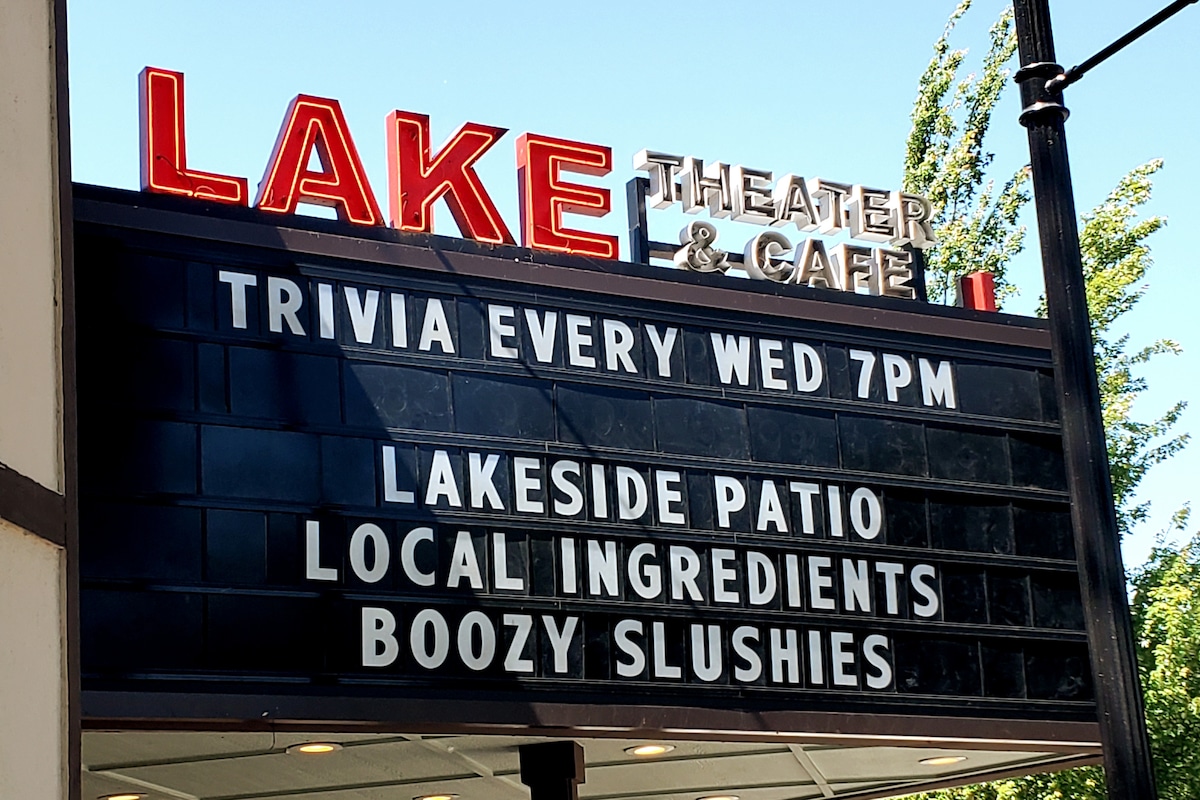 LAKE THEATER
& CAFE
TRIVIA EVERY WED 7PM
LAKESIDE PATIO
LOCAL INGREDIENTS
BOOZY SLUSHIES